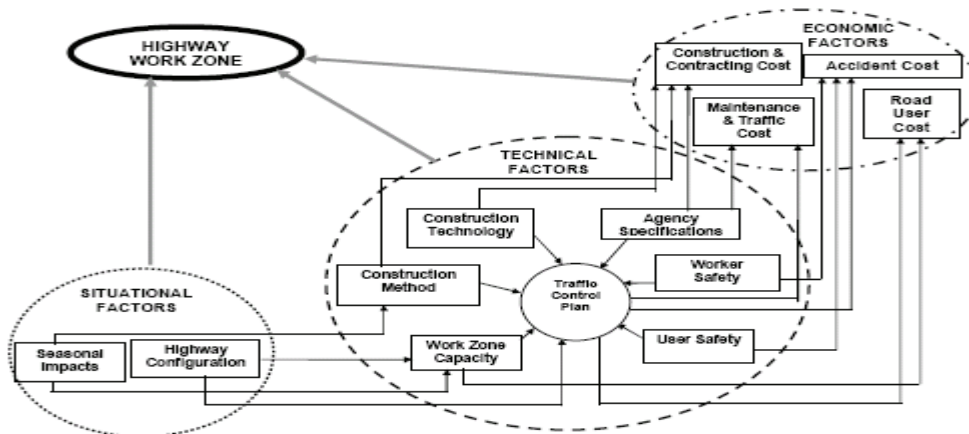 HIGHWAY
WORK ZONE
ECONOMIC
FACTORS
Construction &
Contracting Cost
Accident Cost
Maintenance
& Traffic
Cost
Road
User
Cost
TECHNICAL
FACTORS
Construction
Technology
Agency
Specifications
Construction
Method
Traffic
Control
Plan
Worker
Safety
Work Zone
Capacity
User Safety
SITUATIONAL
FACTORS
Seasonal
Impacts
Highway
Configuration